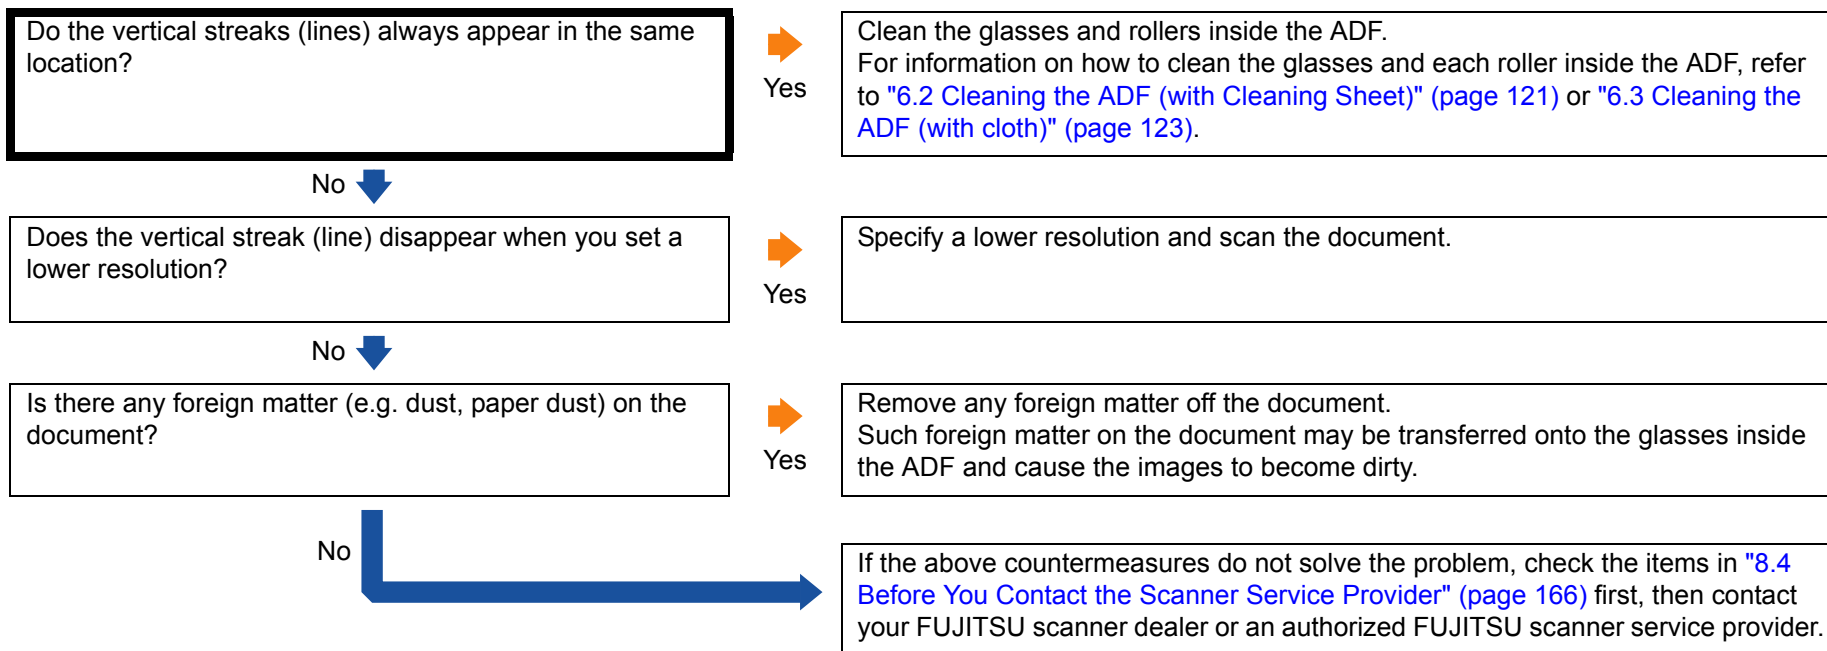 Do the vertical streaks (lines) always appear in the same
location?
Yes
Clean the glasses and rollers inside the ADF.
For information on how to clean the glasses and each roller inside the ADF, refer
to "6.2 Cleaning the ADF (with Cleaning Sheet)" (page 121) or "6.3 Cleaning the
ADF (with cloth)" (page 123).
No
Does the vertical streak (line) disappear when you set a
lower resolution?
Yes
Specify a lower resolution and scan the document.
No
Is there any foreign matter (e.g. dust, paper dust) on the
document?
Yes
Remove any foreign matter off the document.
Such foreign matter on the document may be transferred onto the glasses inside
the ADF and cause the images to become dirty.
No
If the above countermeasures do not solve the problem, check the items in "8.4
Before You Contact the Scanner Service Provider" (page 166) first, then contact
your FUJITSU scanner dealer or an authorized FUJITSU scanner service provider.